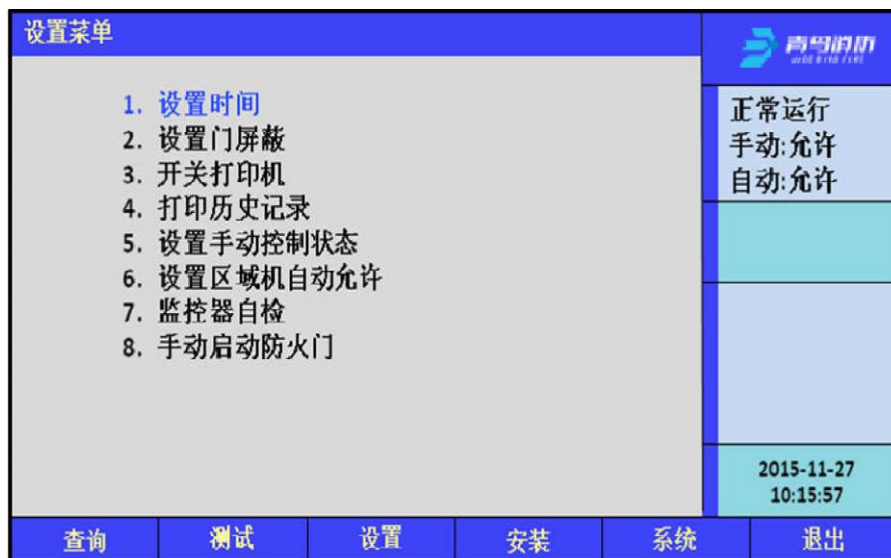 设置菜单
青鸟消防
JADE BIRD FIRE
1. 设置时间
2. 设置门屏蔽
3. 开关打印机
4. 打印历史记录
5. 设置手动控制状态
6. 设置区域机自动允许
7. 监控器自检
8. 手动启动防火门
正常运行
手动:允许
自动:允许
2015-11-27
10:15:57
查询 测试 设置 安装 系统 退出